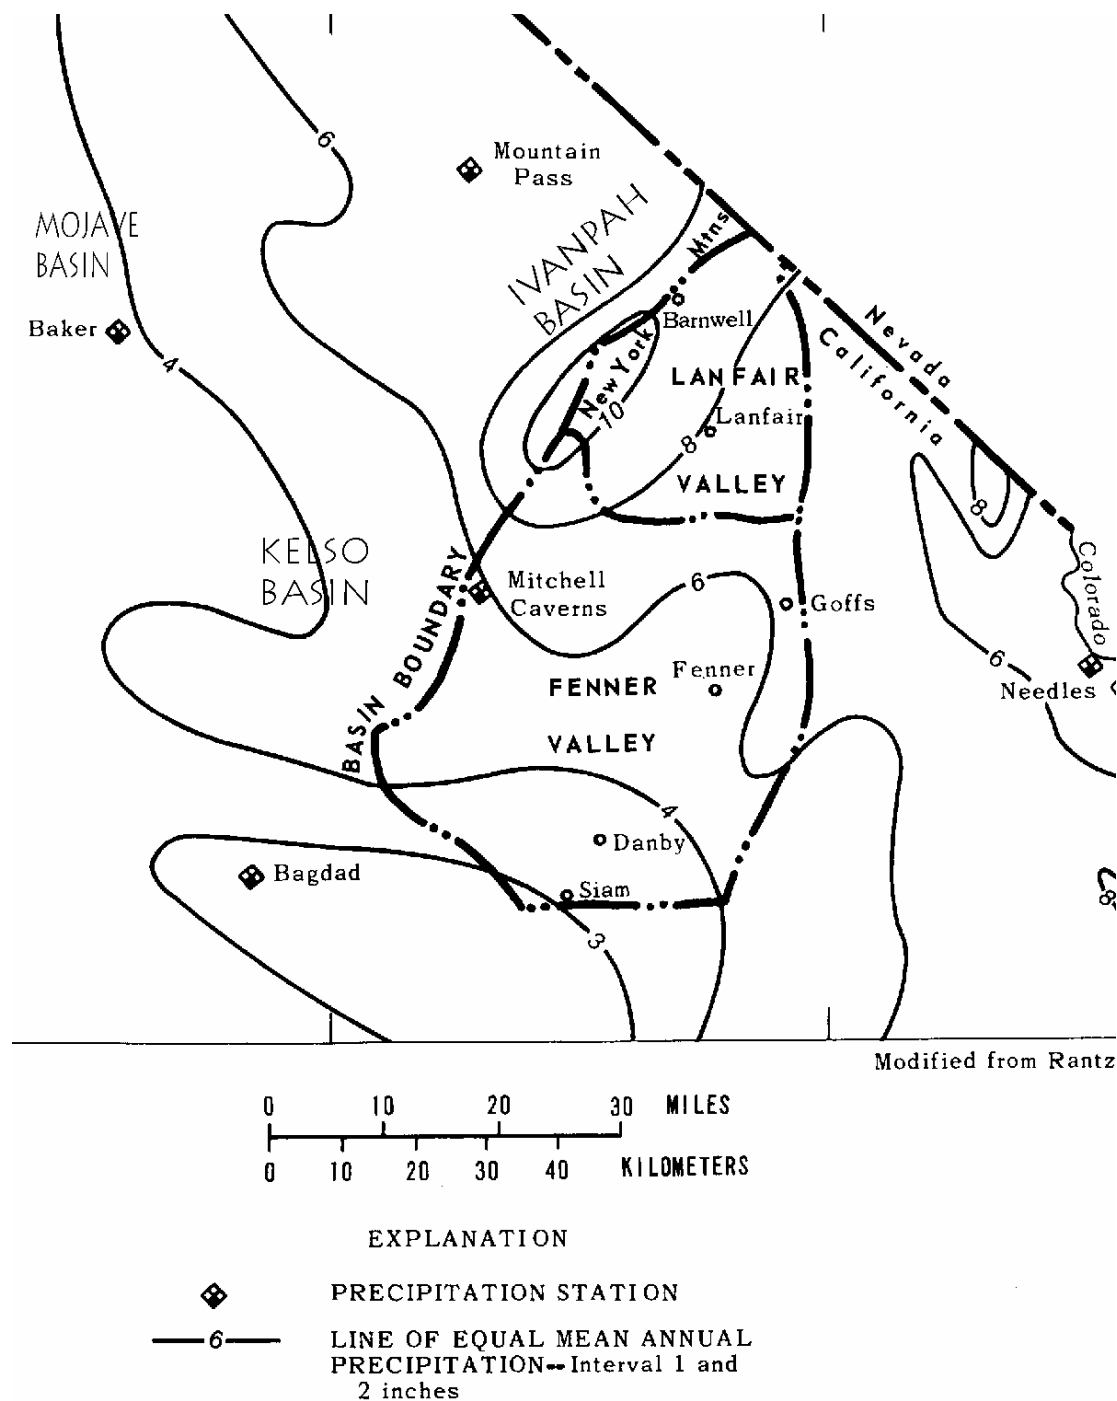 6
Mountain
Pass
MOJAVE
BASIN
IVANPAH
BASIN
Mtns
Baker
4
Barnwell
Nevada
California
New York
10
LANFAIR
Lanfair
8
VALLEY
8
KELSO
BASIN
BASIN BOUNDARY
Mitchell
Caverns
6
Goffs
Colorado
6
Needles
Fenner
FENNER
VALLEY
4
Danby
Bagdad
Siam
3
8
Modified from Rantz
0 10 20 30 MILES
0 10 20 30 40 KILOMETERS
EXPLANATION
PRECIPITATION STATION
6 LINE OF EQUAL MEAN ANNUAL
PRECIPITATION--Interval 1 and
2 inches